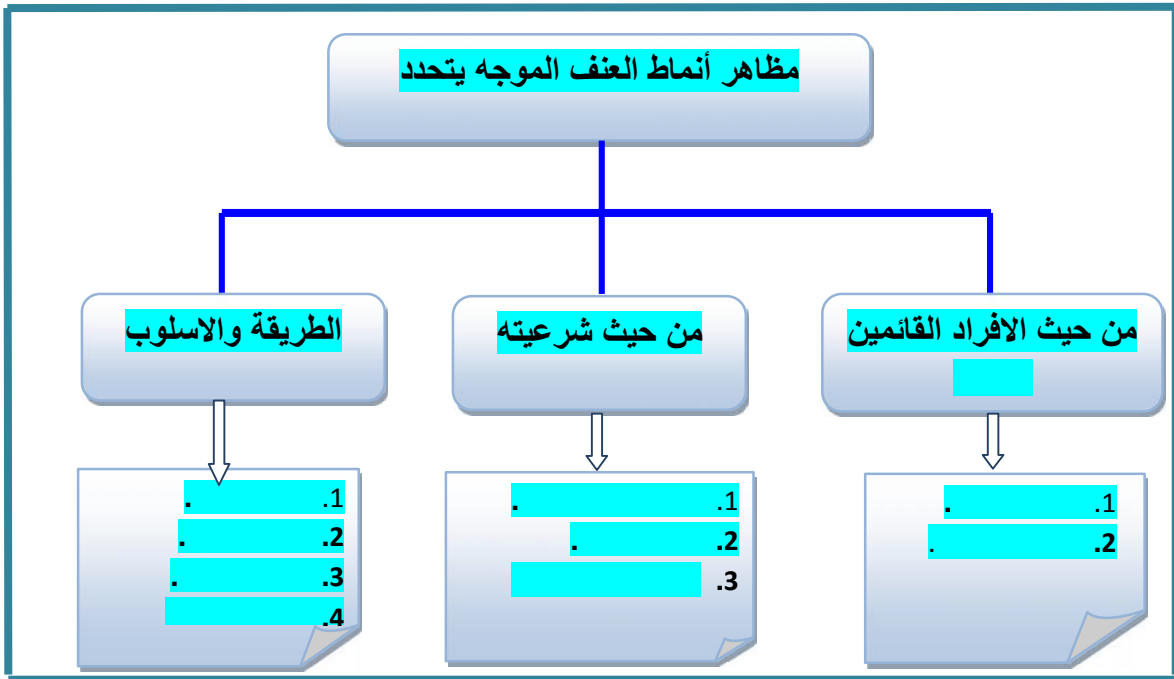 مظاهر أنماط العنف الموجه يتحدد
من حيث الافراد القائمين
من حيث شرعيته
الطريقة والاسلوب
1. .
2. .
1. .
2. .
3.
1. .
2. .
3. .
4.